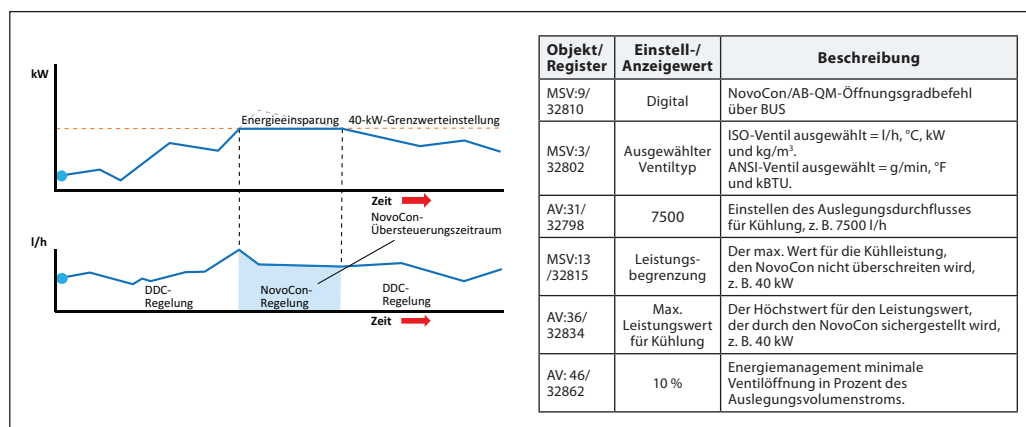 kW
Energieeinsparung
40-kW-Grenzwerteinstellung
Zeit
NovoCon-
Übersteuerungszeitraum
l/h
DDC-
Regelung
NovoCon-
Regelung
DDC-
Regelung
Zeit
Objekt/
Register
Einstell-/
Anzeigewert
Beschreibung
MSV:9/
32810
Digital
NovoCon/AB-QM-Öffnungsgradbefehl
über BUS
MSV:3/
32802
Ausgewählter
Ventiltyp
ISO-Ventil ausgewählt = l/h, °C, kW
und kg/m³.
ANSI-Ventil ausgewählt = g/min, °F
und kBTU.
AV:31/
32798
7500
Einstellen des Auslegungsdurchflusses
für Kühlung, z. B. 7500 l/h
MSV:13
/32815
Leistungs-
begrenzung
Der max. Wert für die Kühlleistung,
den NovoCon nicht überschreiten wird,
z. B. 40 kW
AV:36/
32834
Max.
Leistungswert
für Kühlung
Der Höchstwert für den Leistungswert,
der durch den NovoCon sichergestellt wird,
z. B. 40 kW
AV: 46/
32862
10 %
Energiemanagement minimale
Ventilöffnung in Prozent des
Auslegungsvolumenstroms.